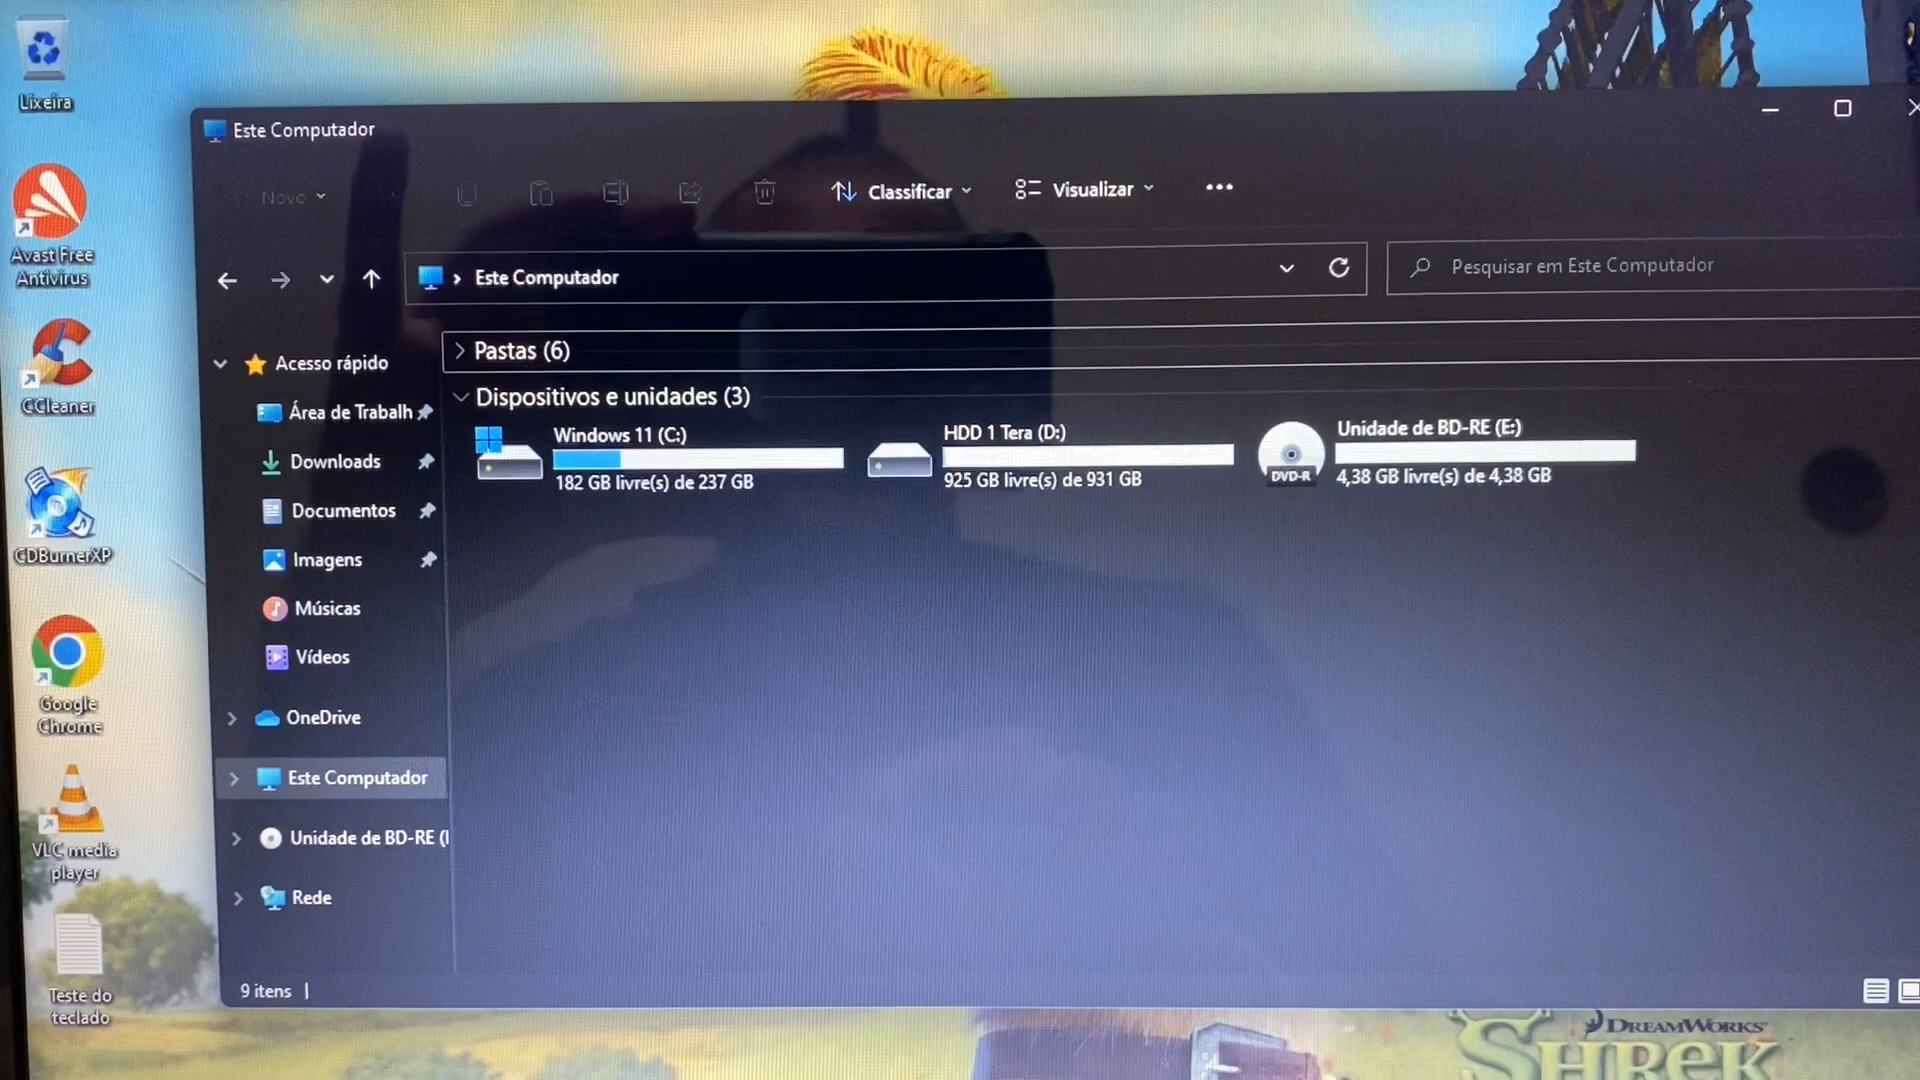 Lixeira
Avast Free
Antivirus
CCleaner
CDBurnerXP
Google
Chrome
VLC media
player
Teste do
teclado
Este Computador
Novo
Classificar
Visualizar
Este Computador
Pesquisar em Este Computador
Acesso rápido
Área de Trabalh
Downloads
Documentos
Imagens
Músicas
Vídeos
OneDrive
Este Computador
Unidade de BD-RE (
Rede
Pastas (6)
Dispositivos e unidades (3)
Windows 11 (C:)
182 GB livre(s) de 237 GB
HDD 1 Tera (D:)
925 GB livre(s) de 931 GB
DVD-R
Unidade de BD-RE (E:)
4,38 GB livre(s) de 4,38 GB
9 itens
DREAMWORKS
SHREK